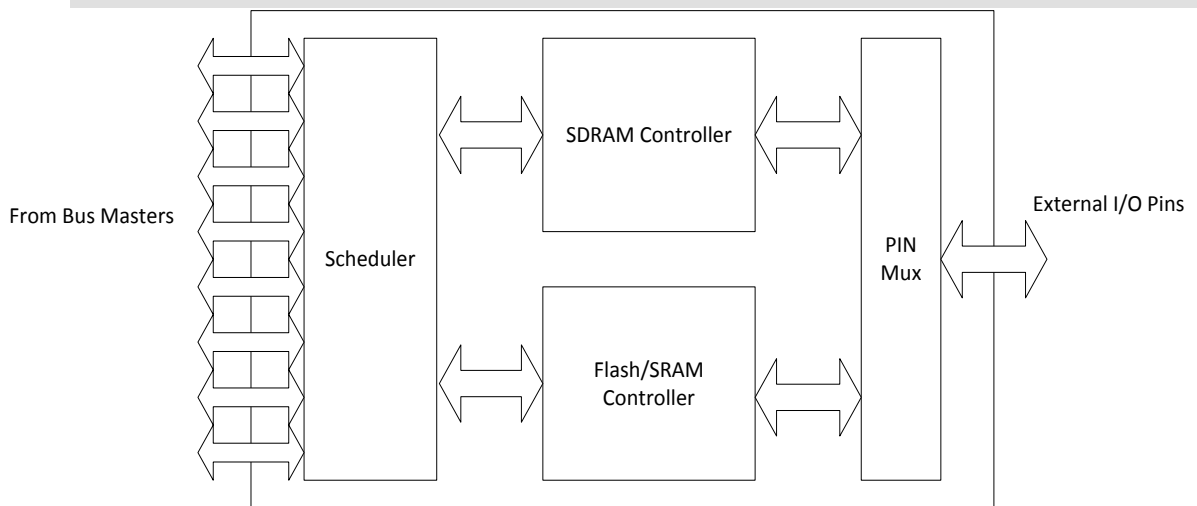 From Bus Masters
Scheduler
SDRAM Controller
Flash/SRAM
Controller
PIN
Mux
External I/O Pins